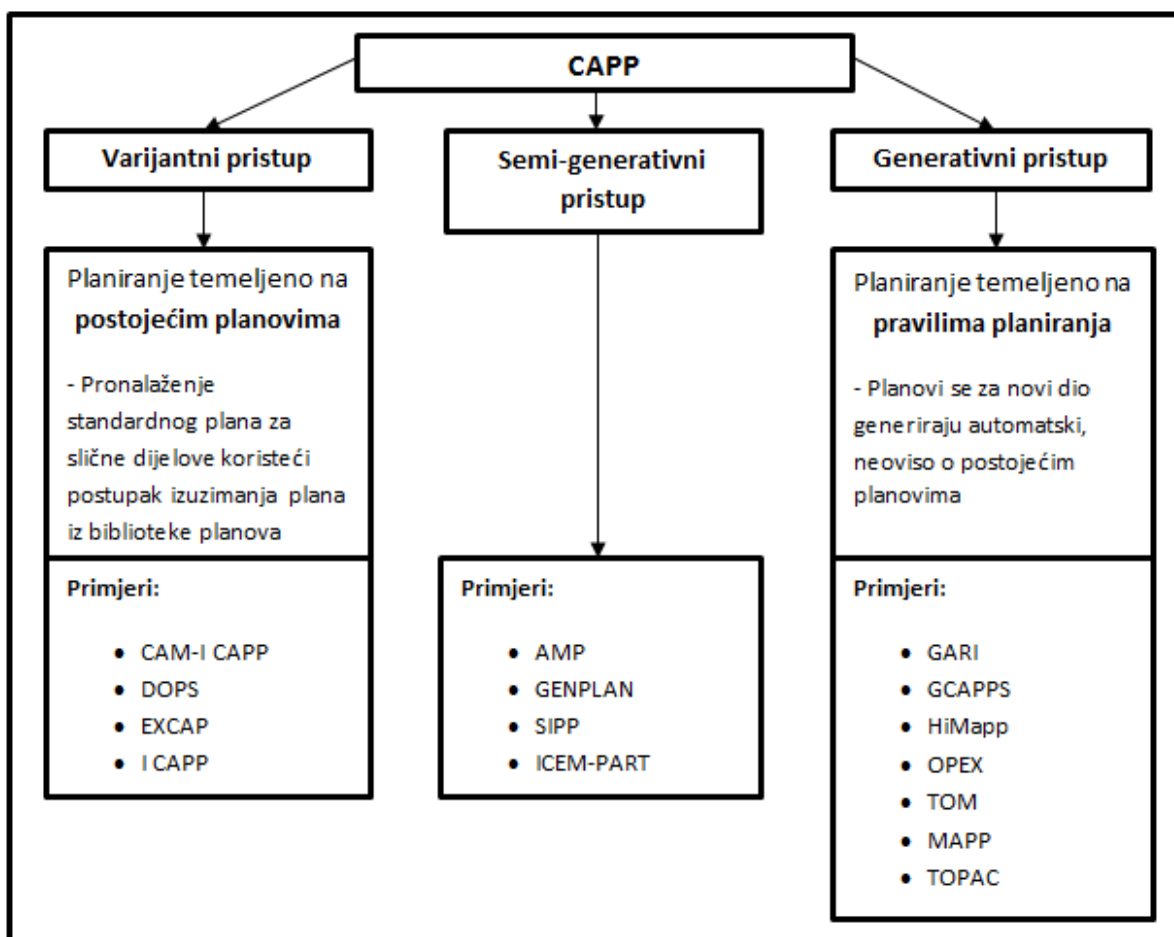 CAPP
Varijantni pristup
Planiranje temeljeno na
postojećim planovima
- Pronalaženje
standardnog plana za
slične dijelove koristeći
postupak izuzimanja plana
iz biblioteke planova
Primjeri:
• CAM-I CAPP
• DOPS
• EXCAP
• I CAPP
Semi-generativni
pristup
Primjeri:
• AMP
• GENPLAN
• SIPP
• ICEM-PART
Generativni pristup
Planiranje temeljeno na
pravilima planiranja
- Planovi se za novi dio
generiraju automatski,
neoviso o postojećim
planovima
Primjeri:
• GARI
• GCAPPS
• HiMapp
• OPEX
• TOM
• MAPP
• TOPAC